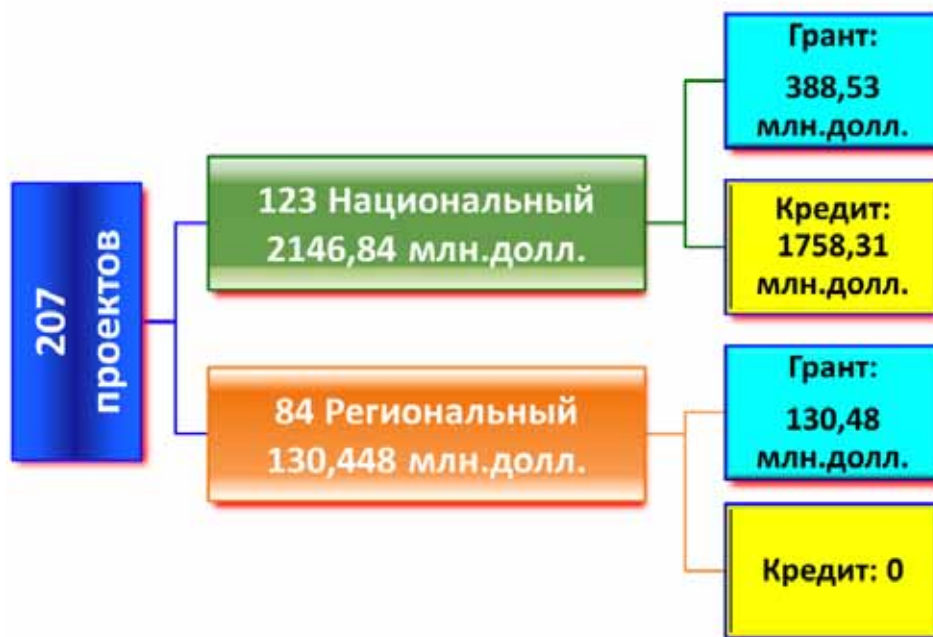 207
проектов
123 Национальный
2146,84 млн.долл.
84 Региональный
130,448 млн.долл.
Грант:
388,53
млн.долл.
Кредит:
1758,31
млн.долл.
Грант:
130,48
млн.долл.
Кредит: 0